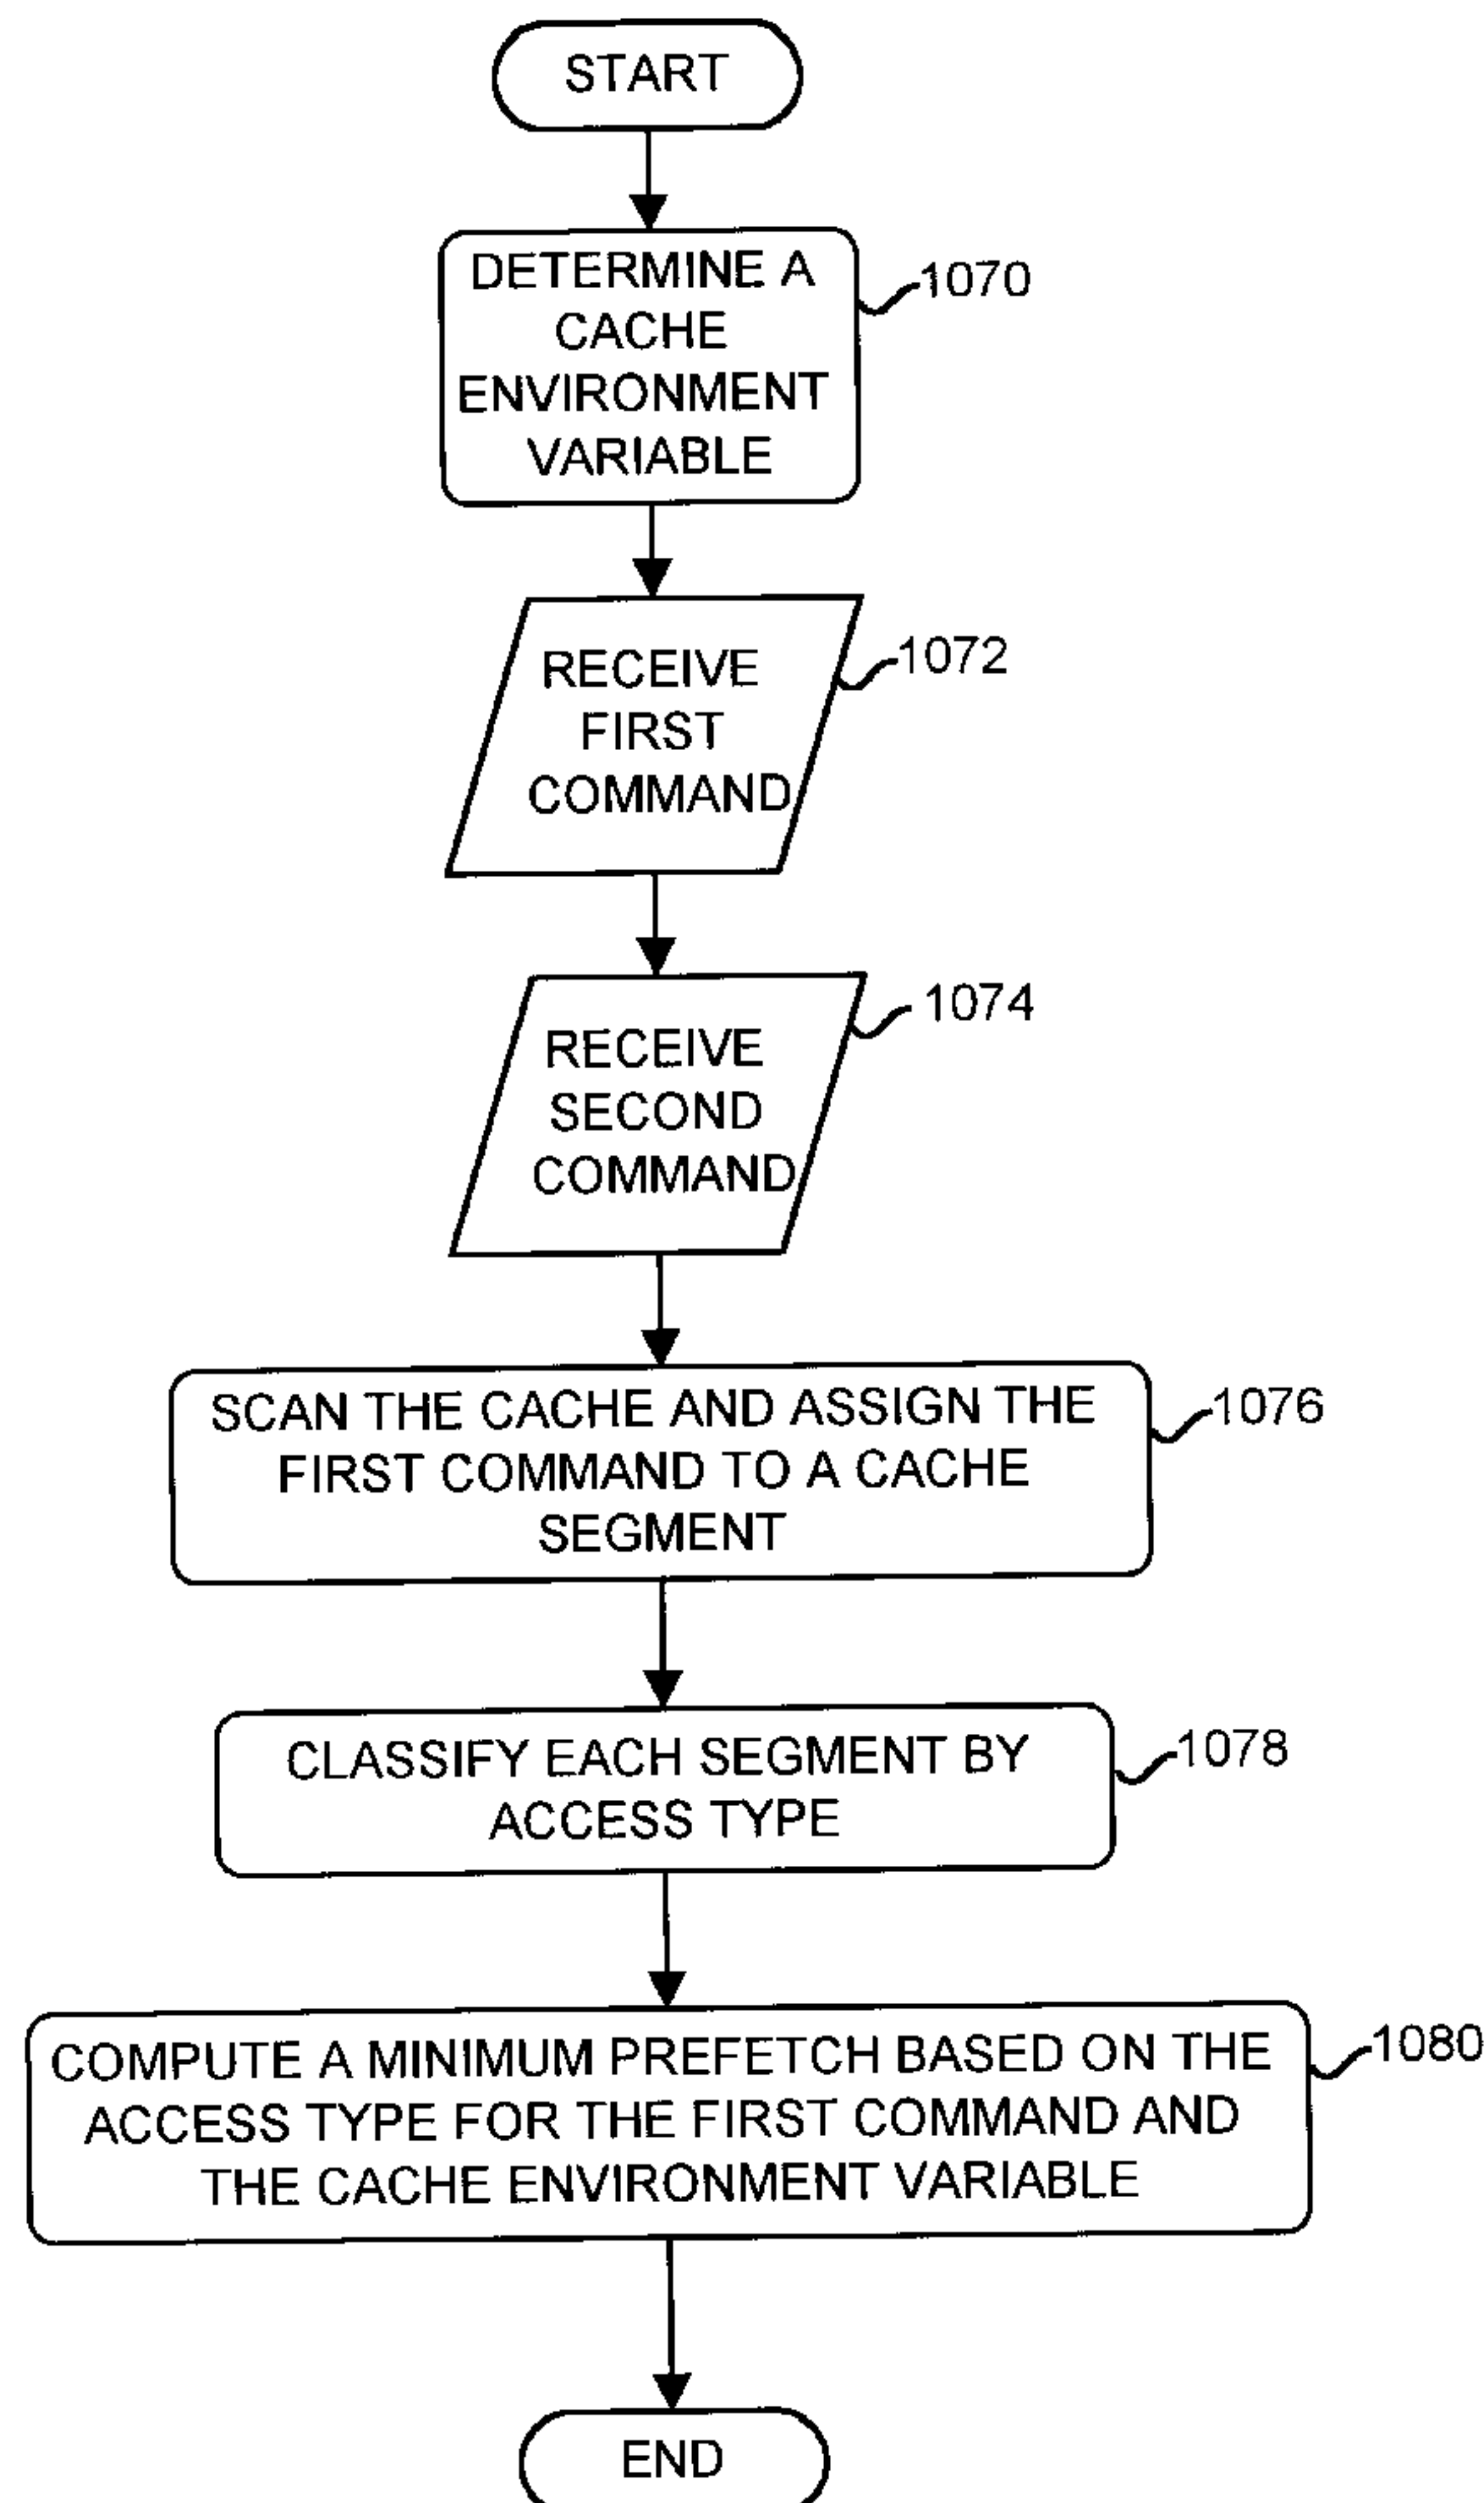 START
DETERMINE A
CACHE
ENVIRONMENT
VARIABLE
1070
RECEIVE
FIRST
COMMAND
1072
RECEIVE
SECOND
COMMAND
1074
SCAN THE CACHE AND ASSIGN THE
FIRST COMMAND TO A CACHE
SEGMENT
1076
CLASSIFY EACH SEGMENT BY
ACCESS TYPE
1078
COMPUTE A MINIMUM PREFETCH BASED ON THE
ACCESS TYPE FOR THE FIRST COMMAND AND
THE CACHE ENVIRONMENT VARIABLE
1080
END